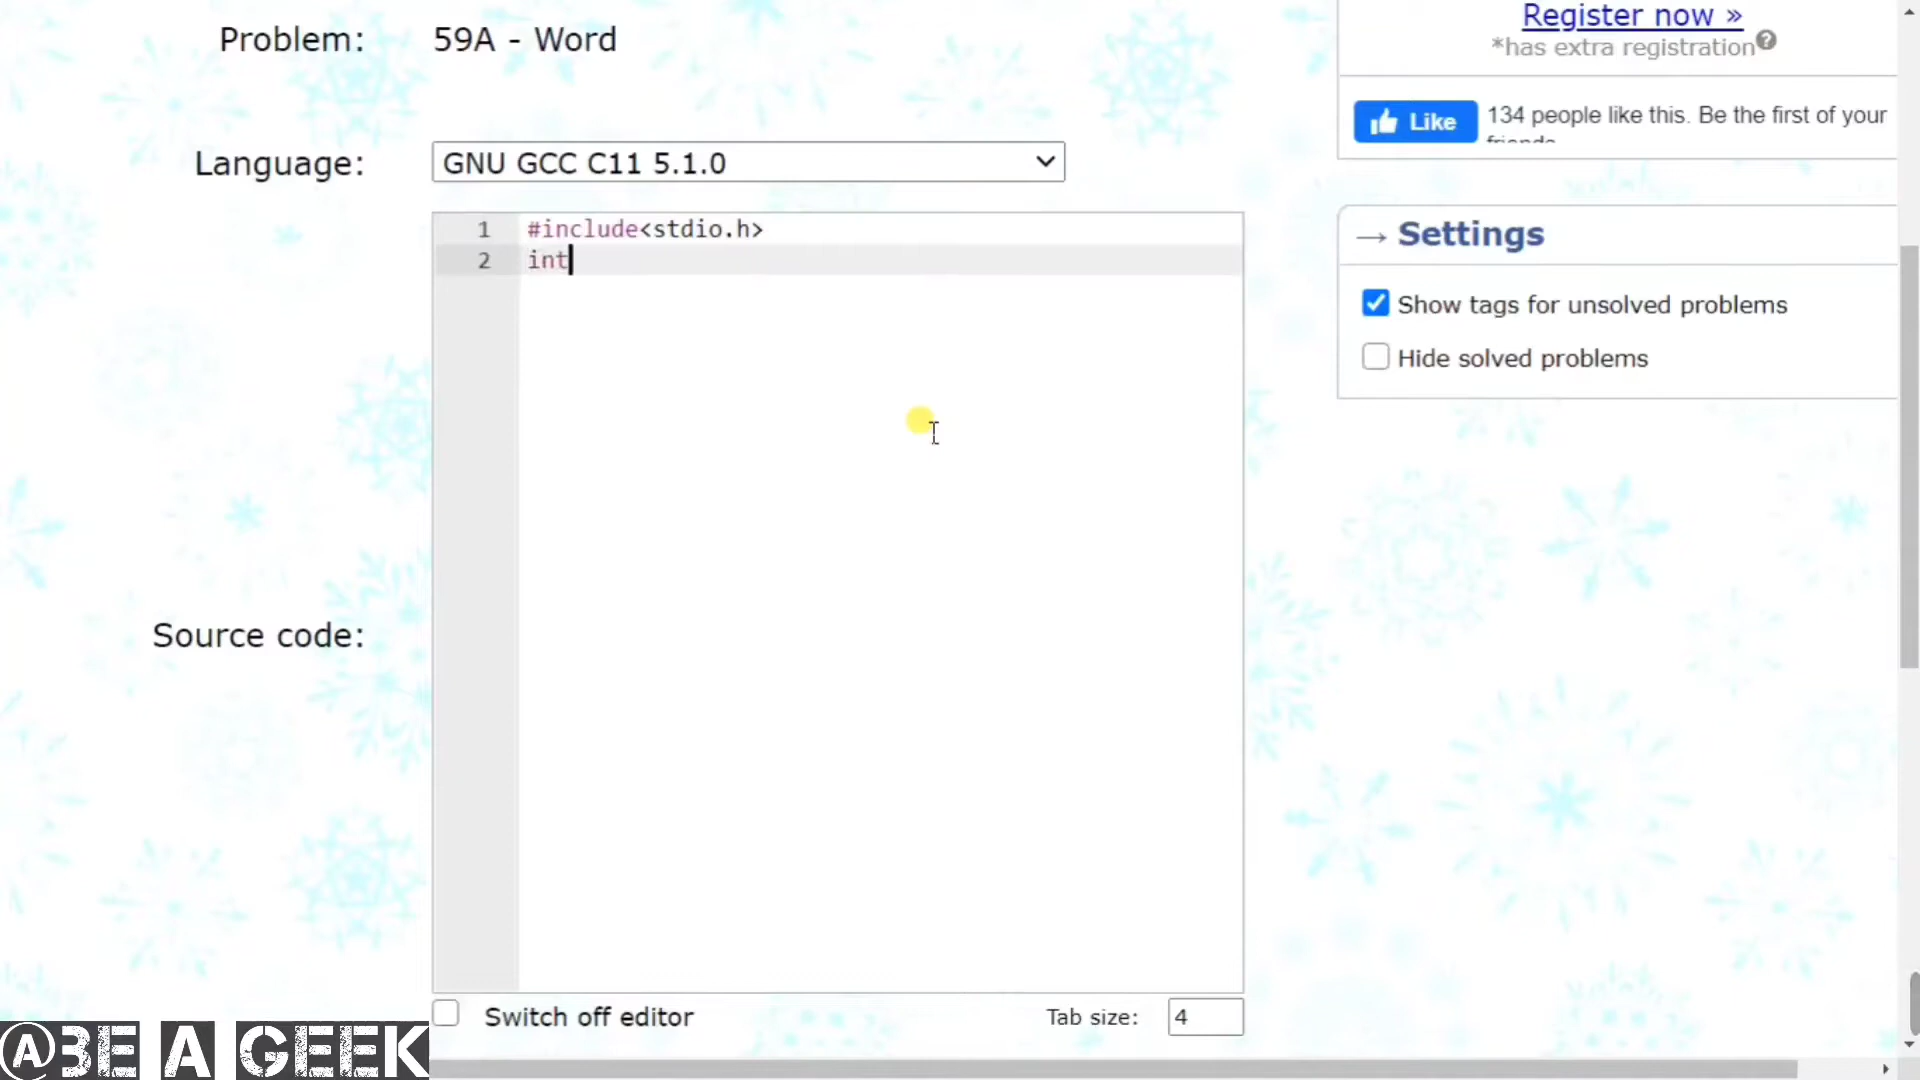 Problem: 59A - Word
Register now »
*has extra registration?
Like 134 people like this. Be the first of your friends.
Language: GNU GCC C11 5.1.0
→ Settings
Show tags for unsolved problems
Hide solved problems
1 #include<stdio.h>
2 int
Source code:
Switch off editor Tab size: 4
@BE A GEEK